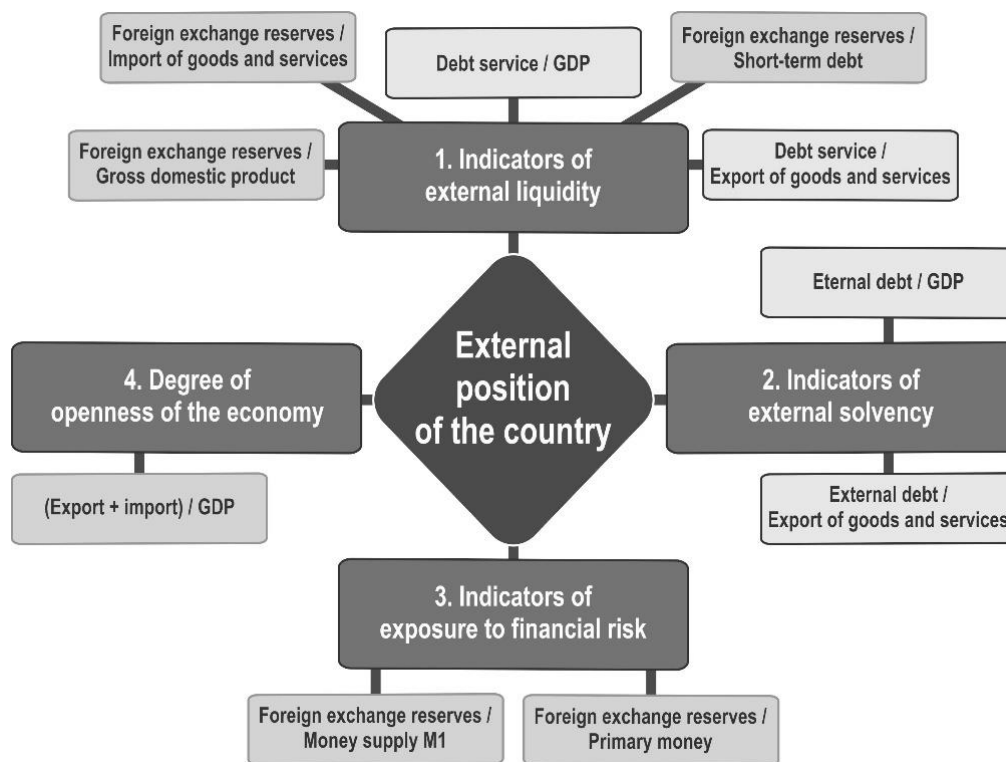 Foreign exchange reserves /
Import of goods and services
Debt service / GDP
Foreign exchange reserves /
Short-term debt
Foreign exchange reserves /
Gross domestic product
1. Indicators of
external liquidity
Debt service /
Export of goods and services
Eternal debt / GDP
External
position
of the country
4. Degree of
openness of the economy
2. Indicators of
external solvency
(Export + import) / GDP
External debt /
Export of goods and services
3. Indicators of
exposure to financial risk
Foreign exchange reserves /
Money supply M1
Foreign exchange reserves /
Primary money